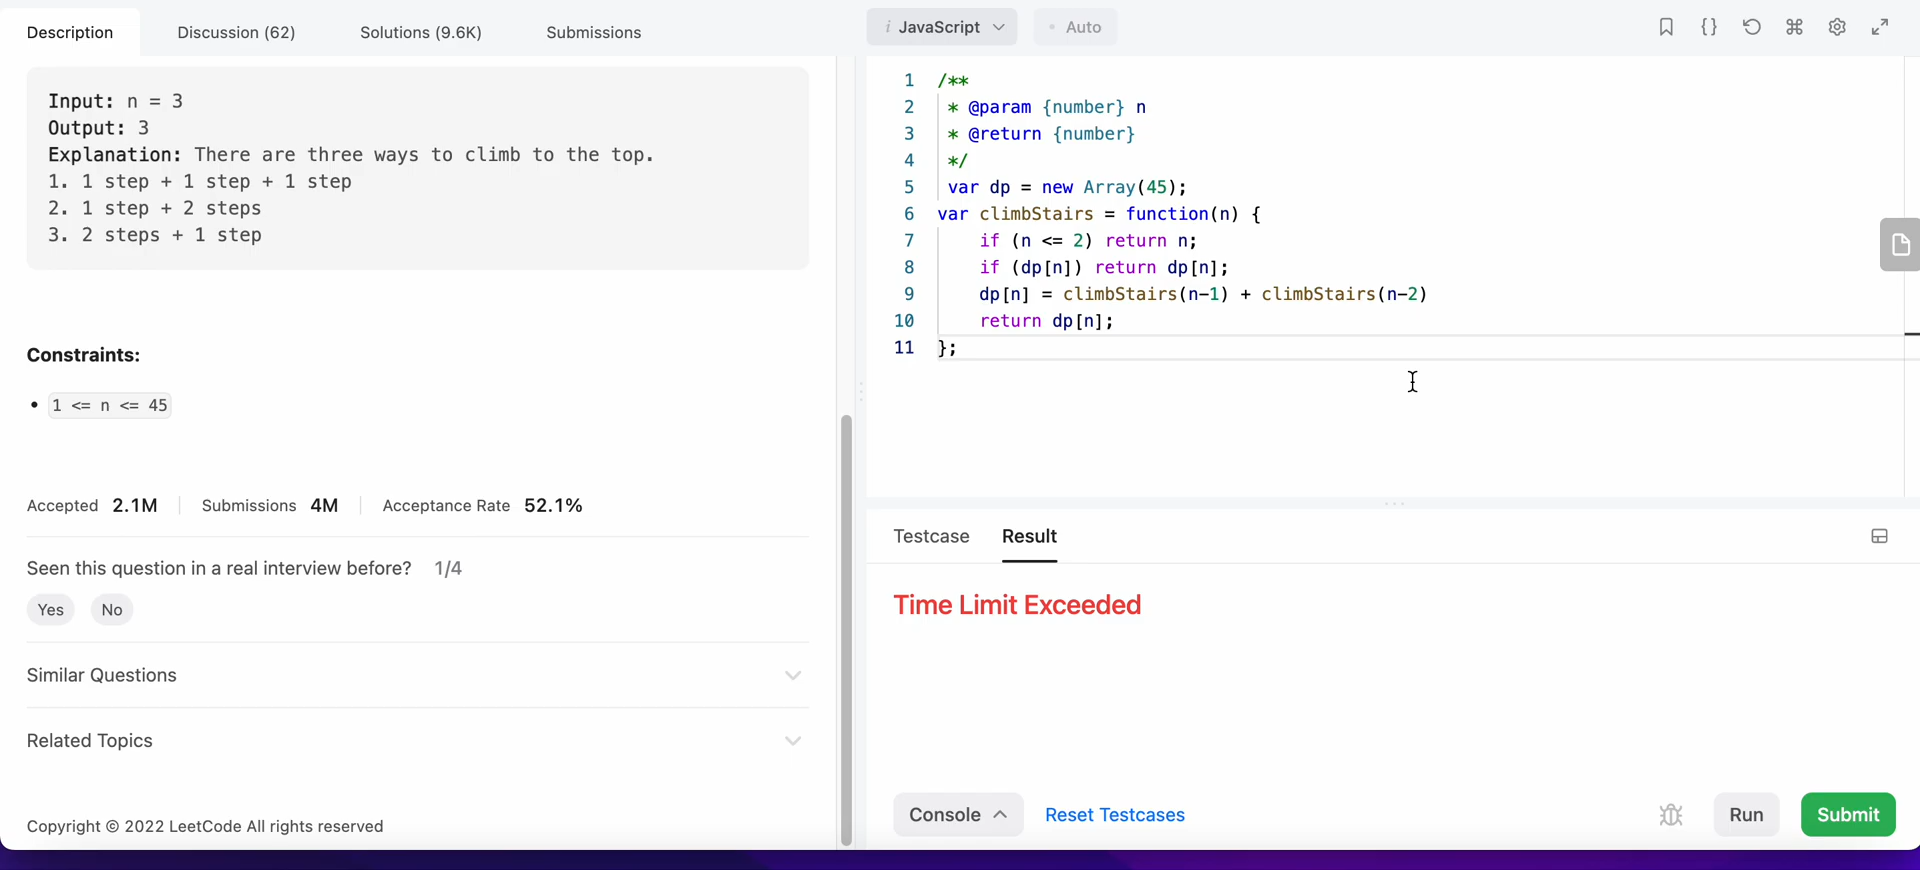 Description
Discussion (62)
Solutions (9.6K)
Submissions
Input: n = 3
Output: 3
Explanation: There are three ways to climb to the top.
1. 1 step + 1 step + 1 step
2. 1 step + 2 steps
3. 2 steps + 1 step
Constraints:
• 1 <= n <= 45
Accepted 2.1M
Submissions 4M
Acceptance Rate 52.1%
Seen this question in a real interview before? 1/4
Yes
No
Similar Questions
Related Topics
Copyright © 2022 LeetCode All rights reserved
i JavaScript
• Auto
1 /**
2 * @param {number} n
3 * @return {number}
4 */
5 var dp = new Array(45);
6 var climbStairs = function(n) {
7 if (n <= 2) return n;
8 if (dp[n]) return dp[n];
9 dp[n] = climbStairs(n-1) + climbStairs(n-2)
10 return dp[n];
11 };
Testcase
Result
Time Limit Exceeded
Console
Reset Testcases
Run
Submit